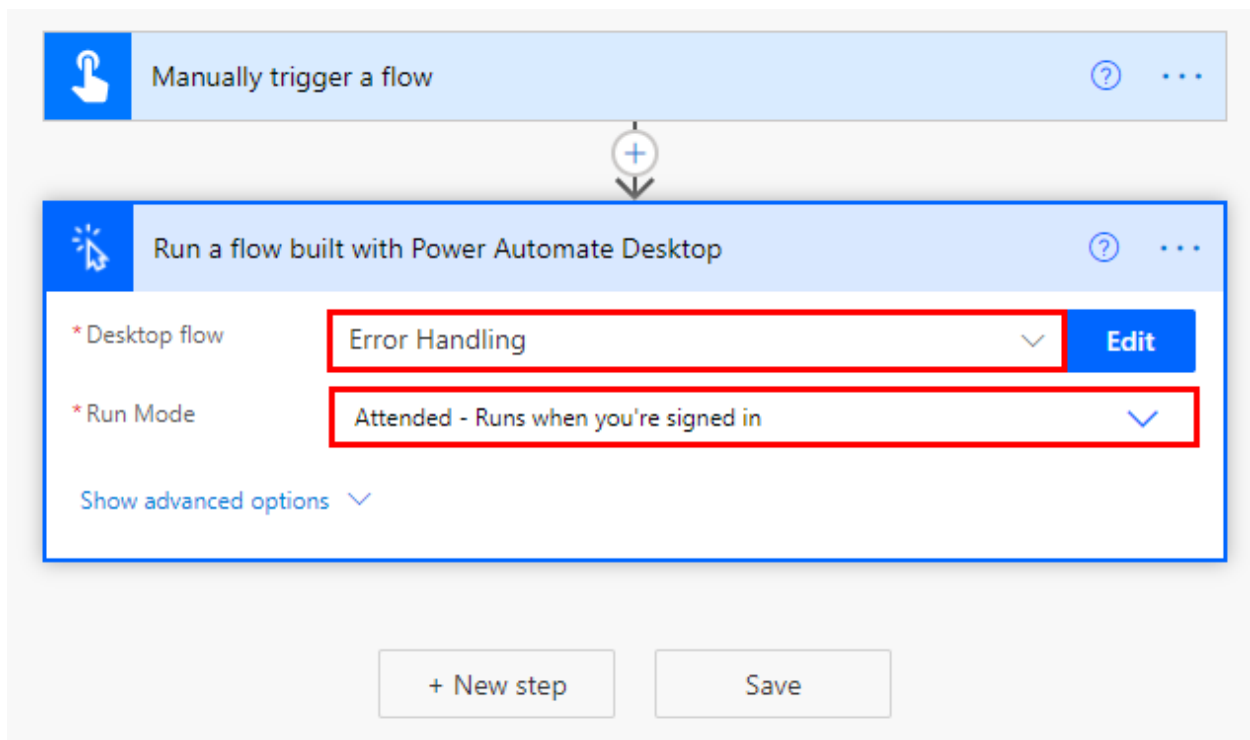 Manually trigger a flow
Run a flow built with Power Automate Desktop
* Desktop flow
Error Handling
Edit
* Run Mode
Attended - Runs when you're signed in
Show advanced options
+ New step
Save